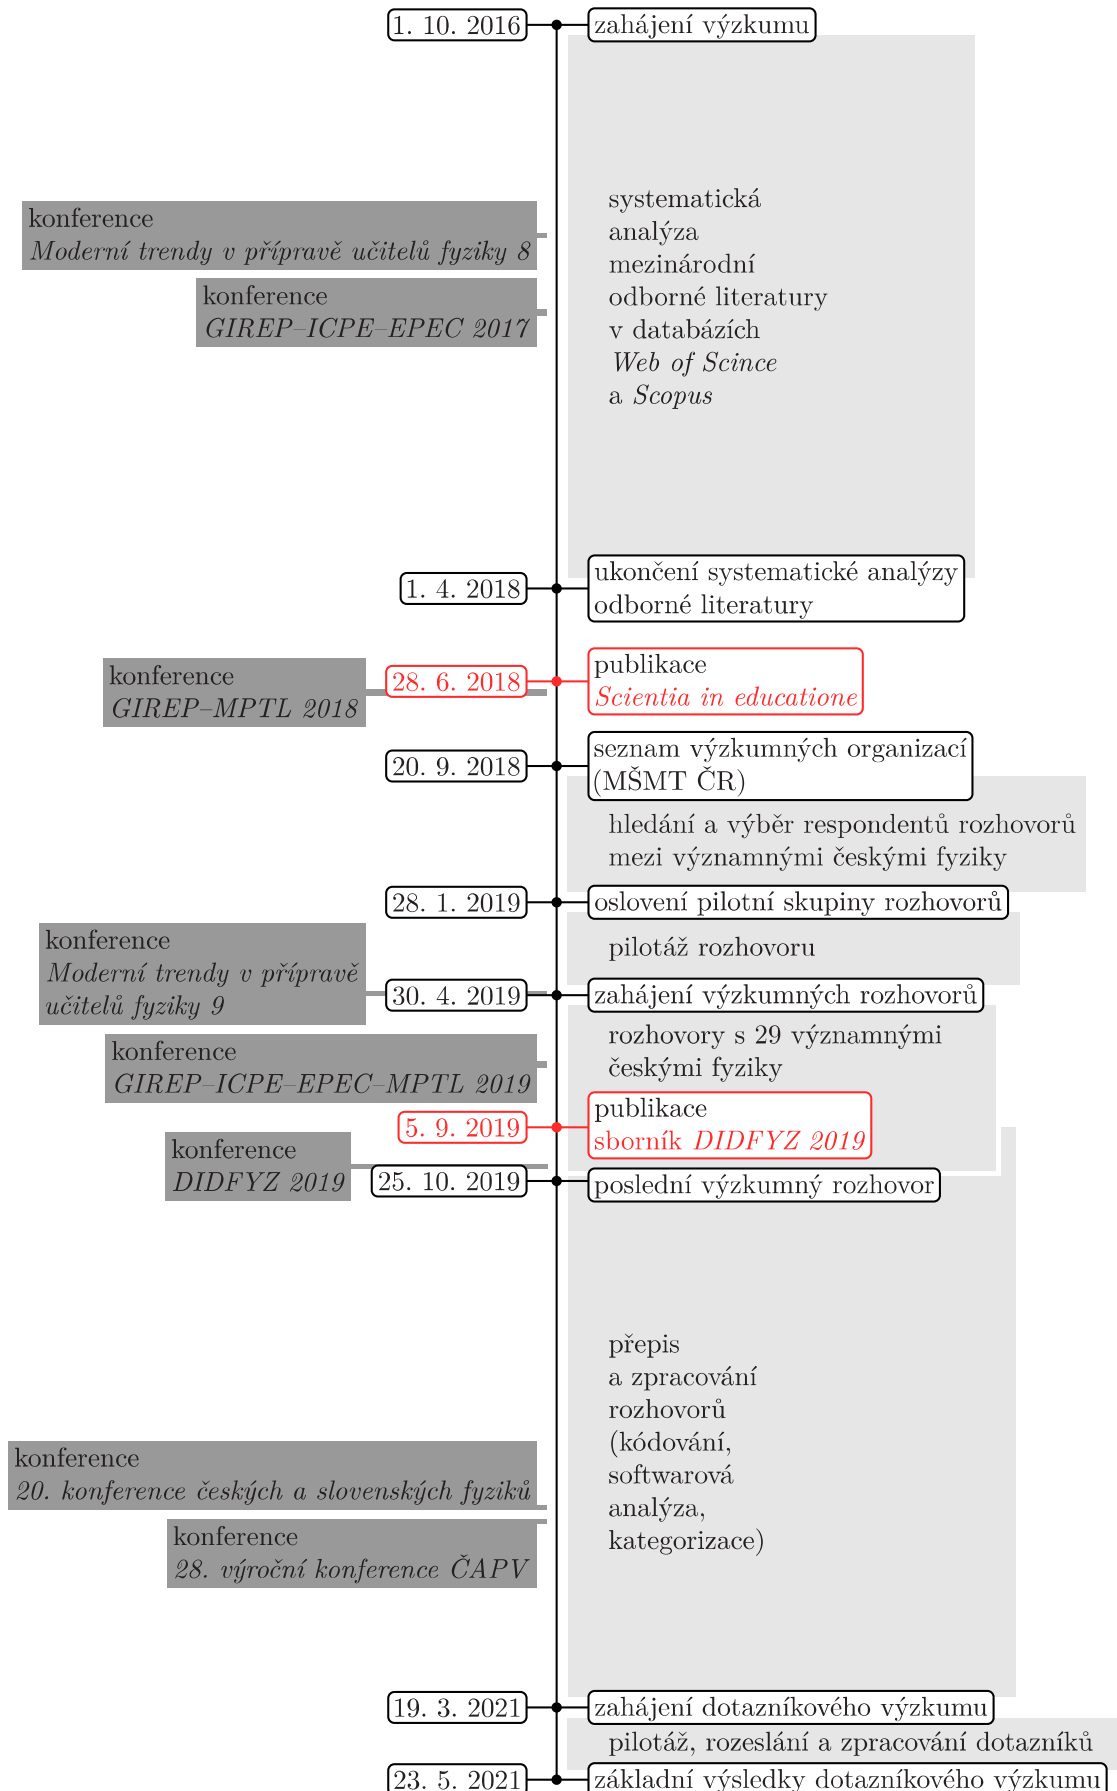 1. 10. 2016
zahájení výzkumu
systematická
analýza
mezinárodní
odborné literatury
v databázích
Web of Scince
a Scopus
konference
Moderní trendy v přípravě učitelů fyziky 8
konference
GIREP–ICPE–EPEC 2017
1. 4. 2018
ukončení systematické analýzy
odborné literatury
konference
GIREP–MPTL 2018
28. 6. 2018
publikace
Scientia in educatione
20. 9. 2018
seznam výzkumných organizací
(MŠMT ČR)
hledání a výběr respondentů rozhovorů
mezi významnými českými fyziky
28. 1. 2019
oslovení pilotní skupiny rozhovorů
pilotáž rozhovoru
konference
Moderní trendy v přípravě
učitelů fyziky 9
30. 4. 2019
zahájení výzkumných rozhovorů
rozhovory s 29 významnými
českými fyziky
konference
GIREP–ICPE–EPEC–MPTL 2019
5. 9. 2019
publikace
sborník DIDFYZ 2019
konference
DIDFYZ 2019
25. 10. 2019
poslední výzkumný rozhovor
přepis
a zpracování
rozhovorů
(kódování,
softwarová
analýza,
kategorizace)
konference
20. konference českých a slovenských fyziků
konference
28. výroční konference ČAPV
19. 3. 2021
zahájení dotazníkového výzkumu
pilotáž, rozeslání a zpracování dotazníků
23. 5. 2021
základní výsledky dotazníkového výzkumu